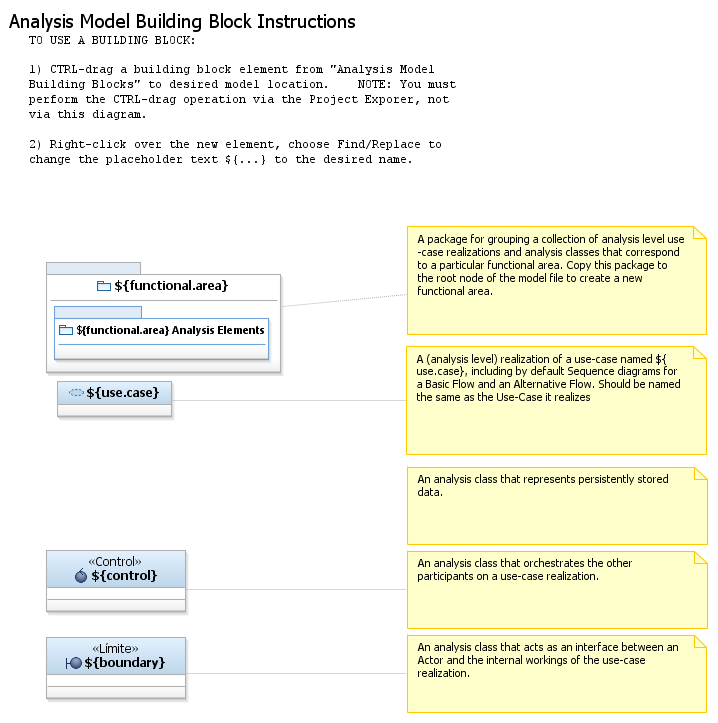 Analysis Model Building Block Instructions
TO USE A BUILDING BLOCK:
1) CTRL-drag a building block element from "Analysis Model
Building Blocks" to desired model location.    NOTE: You must
perform the CTRL-drag operation via the Project Exporer, not
via this diagram.
2) Right-click over the new element, choose Find/Replace to
change the placeholder text ${...} to the desired name.
A package for grouping a collection of analysis level use
-case realizations and analysis classes that correspond
to a particular functional area. Copy this package to
the root node of the model file to create a new
functional area.
${functional.area}
${functional.area} Analysis Elements
A (analysis level) realization of a use-case named ${
use.case}, including by default Sequence diagrams for
a Basic Flow and an Alternative Flow. Should be named
the same as the Use-Case it realizes
${use.case}
An analysis class that represents persistently stored
data.
«Control»
${control}
An analysis class that orchestrates the other
participants on a use-case realization.
«Límite»
${boundary}
An analysis class that acts as an interface between an
Actor and the internal workings of the use-case
realization.